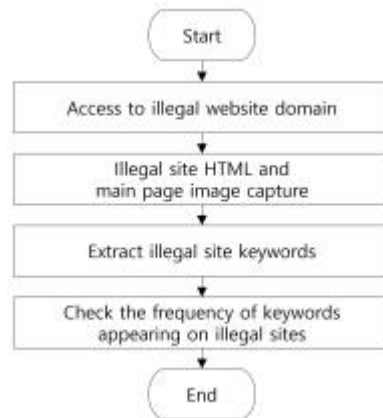 Start
Access to illegal website domain
Illegal site HTML and
main page image capture
Extract illegal site keywords
Check the frequency of keywords
appearing on illegal sites
End